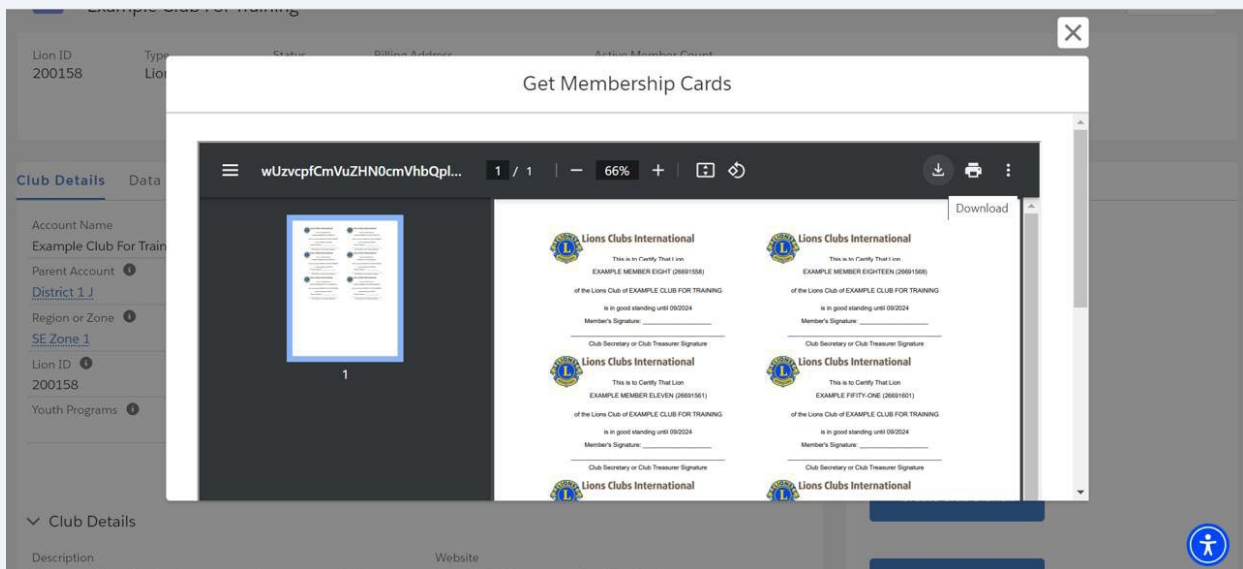 Example Club For Training
Lion ID
Type
Status
Billing Address
Active Member Count
200158
Get Membership Cards
wUzvcpfCmVuZHN0cmVhbQpl...
1 / 1
66%
Download
1
Lions Clubs International
This is to Certify That Lion
EXAMPLE MEMBER EIGHT (26691558)
of the Lions Club of EXAMPLE CLUB FOR TRAINING
is in good standing until 09/2024
Member's Signature: ____________________
Club Secretary or Club Treasurer Signature
Lions Clubs International
This is to Certify That Lion
EXAMPLE MEMBER EIGHTEEN (26691568)
of the Lions Club of EXAMPLE CLUB FOR TRAINING
is in good standing until 09/2024
Member's Signature: ____________________
Club Secretary or Club Treasurer Signature
Lions Clubs International
This is to Certify That Lion
EXAMPLE MEMBER ELEVEN (26691561)
of the Lions Club of EXAMPLE CLUB FOR TRAINING
is in good standing until 09/2024
Member's Signature: ____________________
Club Secretary or Club Treasurer Signature
Lions Clubs International
This is to Certify That Lion
EXAMPLE FIFITY-ONE (26691601)
of the Lions Club of EXAMPLE CLUB FOR TRAINING
is in good standing until 09/2024
Member's Signature: ____________________
Club Secretary or Club Treasurer Signature
Lions Clubs International
Lions Clubs International
Club Details
Data
Account Name
Example Club For Train
Parent Account
District 1 J
Region or Zone
SE Zone 1
Lion ID
200158
Youth Programs
Club Details
Description
Website